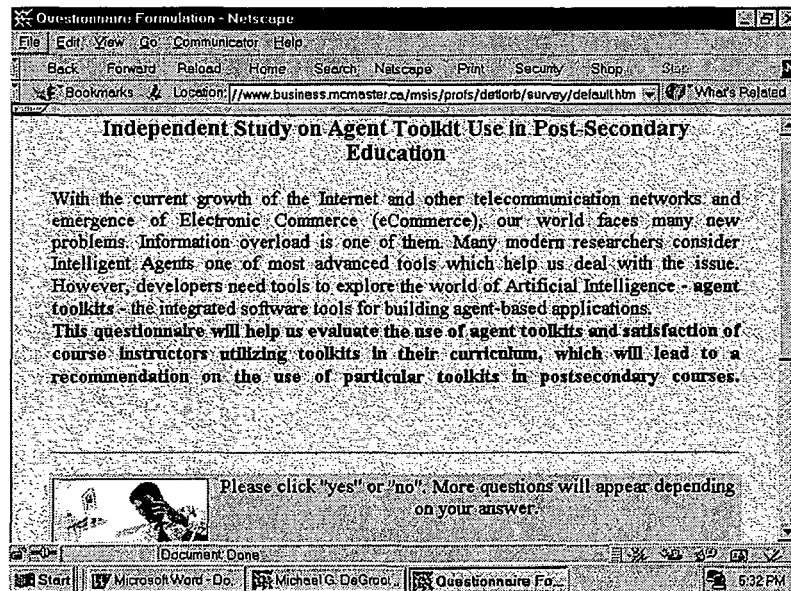 Questionnaire Formulation - Netscape
File Edit View Go Communicator Help
Back Forward Reload Home Search Netscape Print Security Shop Stop
Bookmarks Location: //www.business.mcmaster.ca/msis/profs/detlorb/survey/default.htm What's Related
Independent Study on Agent Toolkit Use in Post-Secondary
Education
With the current growth of the Internet and other telecommunication networks and
emergence of Electronic Commerce (eCommerce), our world faces many new
problems. Information overload is one of them. Many modern researchers consider
Intelligent Agents one of most advanced tools which help us deal with the issue.
However, developers need tools to explore the world of Artificial Intelligence - agent
toolkits - the integrated software tools for building agent-based applications.
This questionnaire will help us evaluate the use of agent toolkits and satisfaction of
course instructors utilizing toolkits in their curriculum, which will lead to a
recommendation on the use of particular toolkits in postsecondary courses.
Please click "yes" or "no". More questions will appear depending
on your answer.
Document: Done
Start Microsoft Word - Do... Michael G. DeGroot... Questionnaire Fo... 5:32 PM